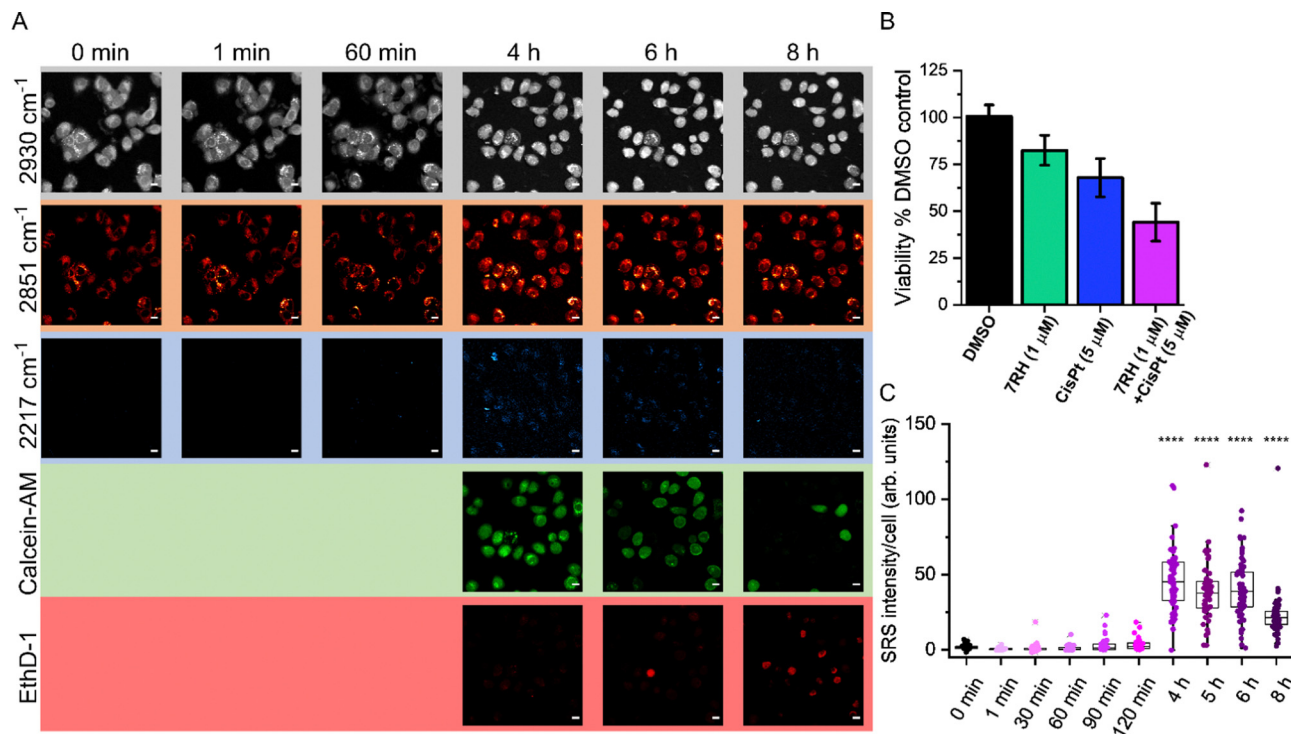 A
0 min 1 min 60 min 4 h 6 h 8 h
2930 cm⁻¹
2851 cm⁻¹
2217 cm⁻¹
Calcein-AM
EthD-1
B
Viability % DMSO control
125
100
75
50
25
0
DMSO
7RH (1 µM)
CisPt (5 µM)
7RH (1 µM)
+CisPt (5 µM)
C
SRS intensity/cell (arb. units)
150
100
50
0
**** **** **** ****
0 min
1 min
30 min
60 min
90 min
120 min
4 h
5 h
6 h
8 h